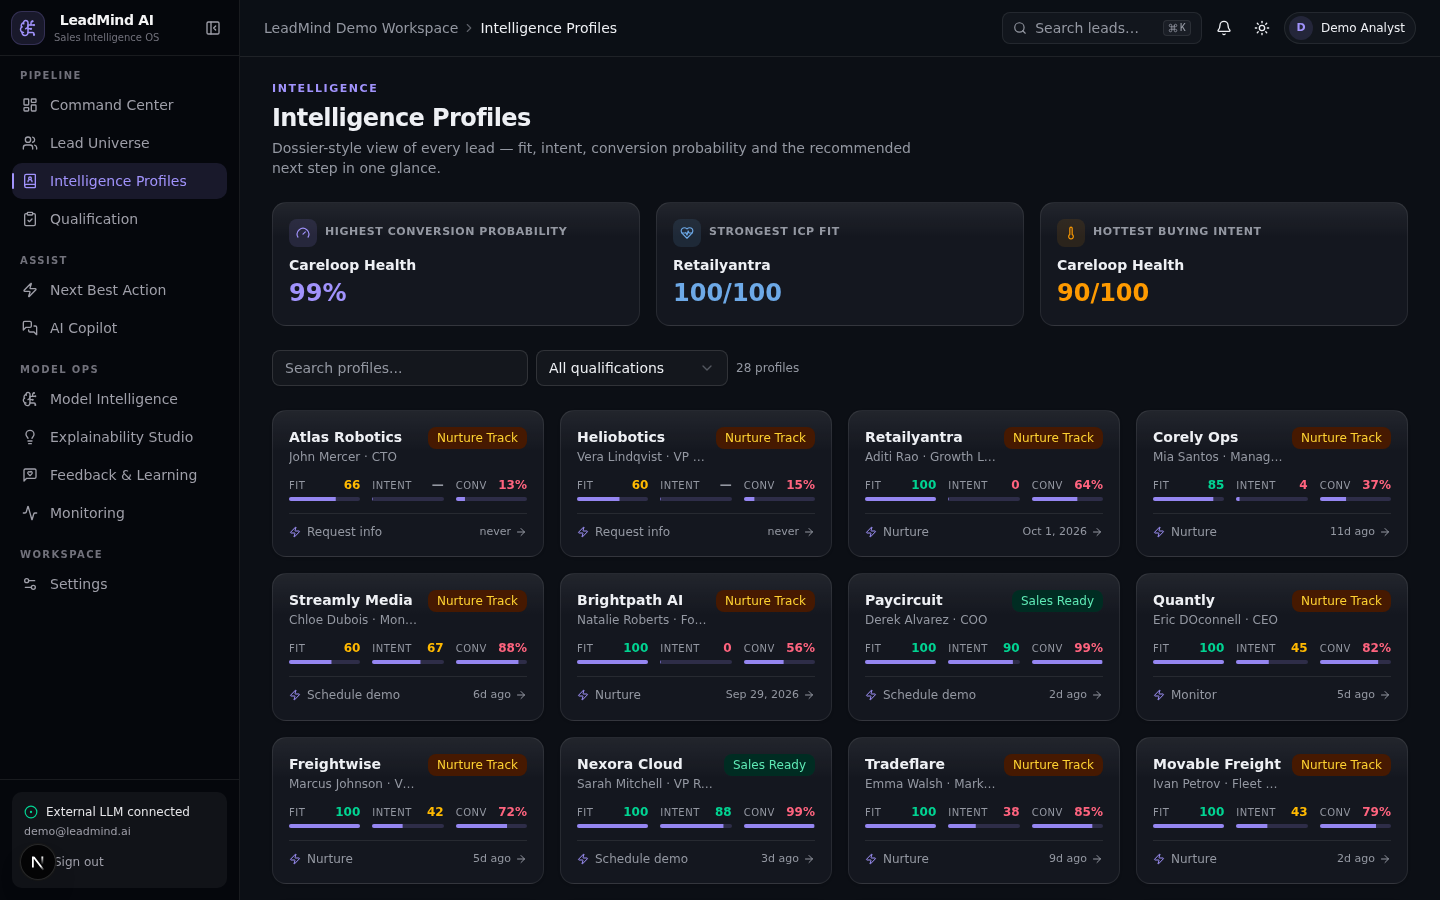 LeadMind AI
Sales Intelligence OS
PIPELINE
Command Center
Lead Universe
Intelligence Profiles
Qualification
ASSIST
Next Best Action
AI Copilot
MODEL OPS
Model Intelligence
Explainability Studio
Feedback & Learning
Monitoring
WORKSPACE
Settings
External LLM connected
demo@leadmind.ai
N
Sign out
LeadMind Demo Workspace > Intelligence Profiles
Search leads... ⌘K
D Demo Analyst
INTELLIGENCE
Intelligence Profiles
Dossier-style view of every lead — fit, intent, conversion probability and the recommended
next step in one glance.
HIGHEST CONVERSION PROBABILITY
Careloop Health
99%
STRONGEST ICP FIT
Retailyantra
100/100
HOTTEST BUYING INTENT
Careloop Health
90/100
Search profiles...
All qualifications
28 profiles
Atlas Robotics Nurture Track
John Mercer · CTO
FIT 66 INTENT — CONV 13%
Request info never →
Heliobotics Nurture Track
Vera Lindqvist · VP ...
FIT 60 INTENT — CONV 15%
Request info never →
Retailyantra Nurture Track
Aditi Rao · Growth L...
FIT 100 INTENT 0 CONV 64%
Nurture Oct 1, 2026 →
Corely Ops Nurture Track
Mia Santos · Manag...
FIT 85 INTENT 4 CONV 37%
Nurture 11d ago →
Streamly Media Nurture Track
Chloe Dubois · Mon...
FIT 60 INTENT 67 CONV 88%
Schedule demo 6d ago →
Brightpath AI Nurture Track
Natalie Roberts · Fo...
FIT 100 INTENT 0 CONV 56%
Nurture Sep 29, 2026 →
Paycircuit Sales Ready
Derek Alvarez · COO
FIT 100 INTENT 90 CONV 99%
Schedule demo 2d ago →
Quantly Nurture Track
Eric DOconnell · CEO
FIT 100 INTENT 45 CONV 82%
Monitor 5d ago →
Freightwise Nurture Track
Marcus Johnson · V...
FIT 100 INTENT 42 CONV 72%
Nurture 5d ago →
Nexora Cloud Sales Ready
Sarah Mitchell · VP R...
FIT 100 INTENT 88 CONV 99%
Schedule demo 3d ago →
Tradeflare Nurture Track
Emma Walsh · Mark...
FIT 100 INTENT 38 CONV 85%
Nurture 9d ago →
Movable Freight Nurture Track
Ivan Petrov · Fleet ...
FIT 100 INTENT 43 CONV 79%
Nurture 2d ago →